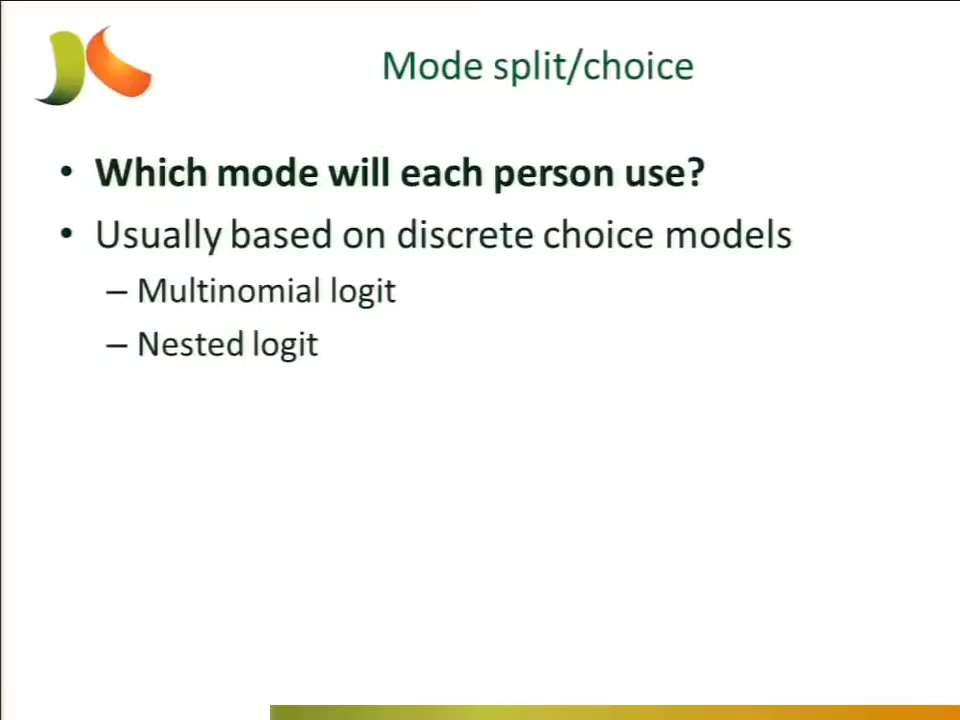 Mode split/choice
• Which mode will each person use?
• Usually based on discrete choice models
– Multinomial logit
– Nested logit